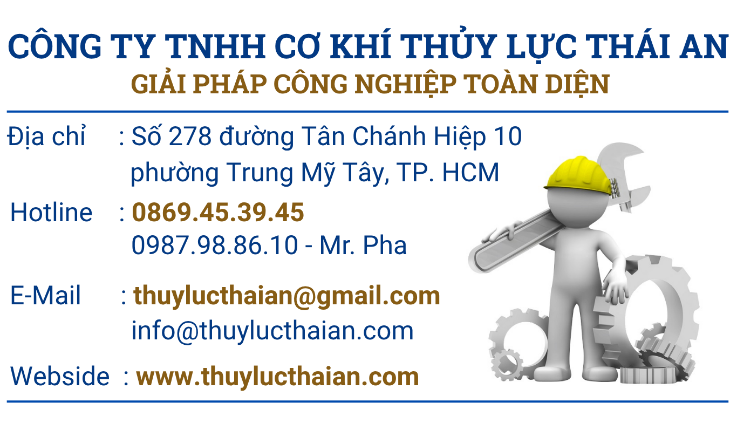 CÔNG TY TNHH CƠ KHÍ THỦY LỰC THÁI AN
GIẢI PHÁP CÔNG NGHIỆP TOÀN DIỆN
Địa chỉ : Số 278 đường Tân Chánh Hiệp 10
phường Trung Mỹ Tây, TP. HCM
Hotline : 0869.45.39.45
0987.98.86.10 - Mr. Pha
E-Mail : thuylucthaian@gmail.com
info@thuylucthaian.com
Webside : www.thuylucthaian.com